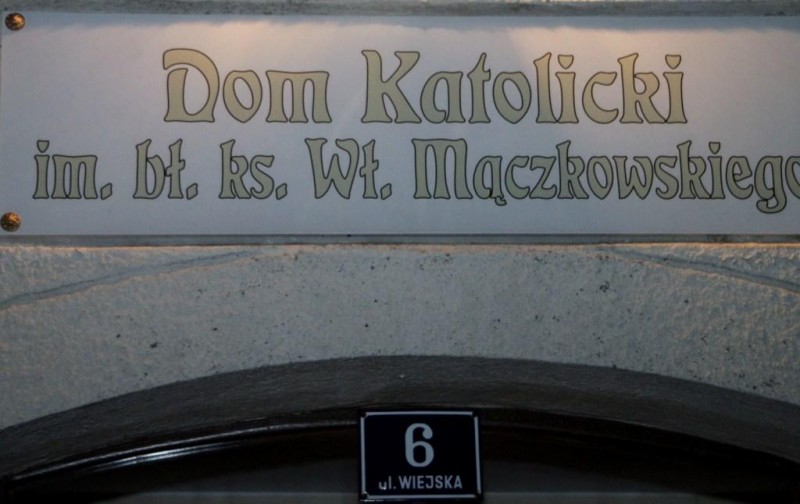 Dom Katolicki
im. bł. ks. Wł. Mączkowskiego
6
ul. WIEJSKA